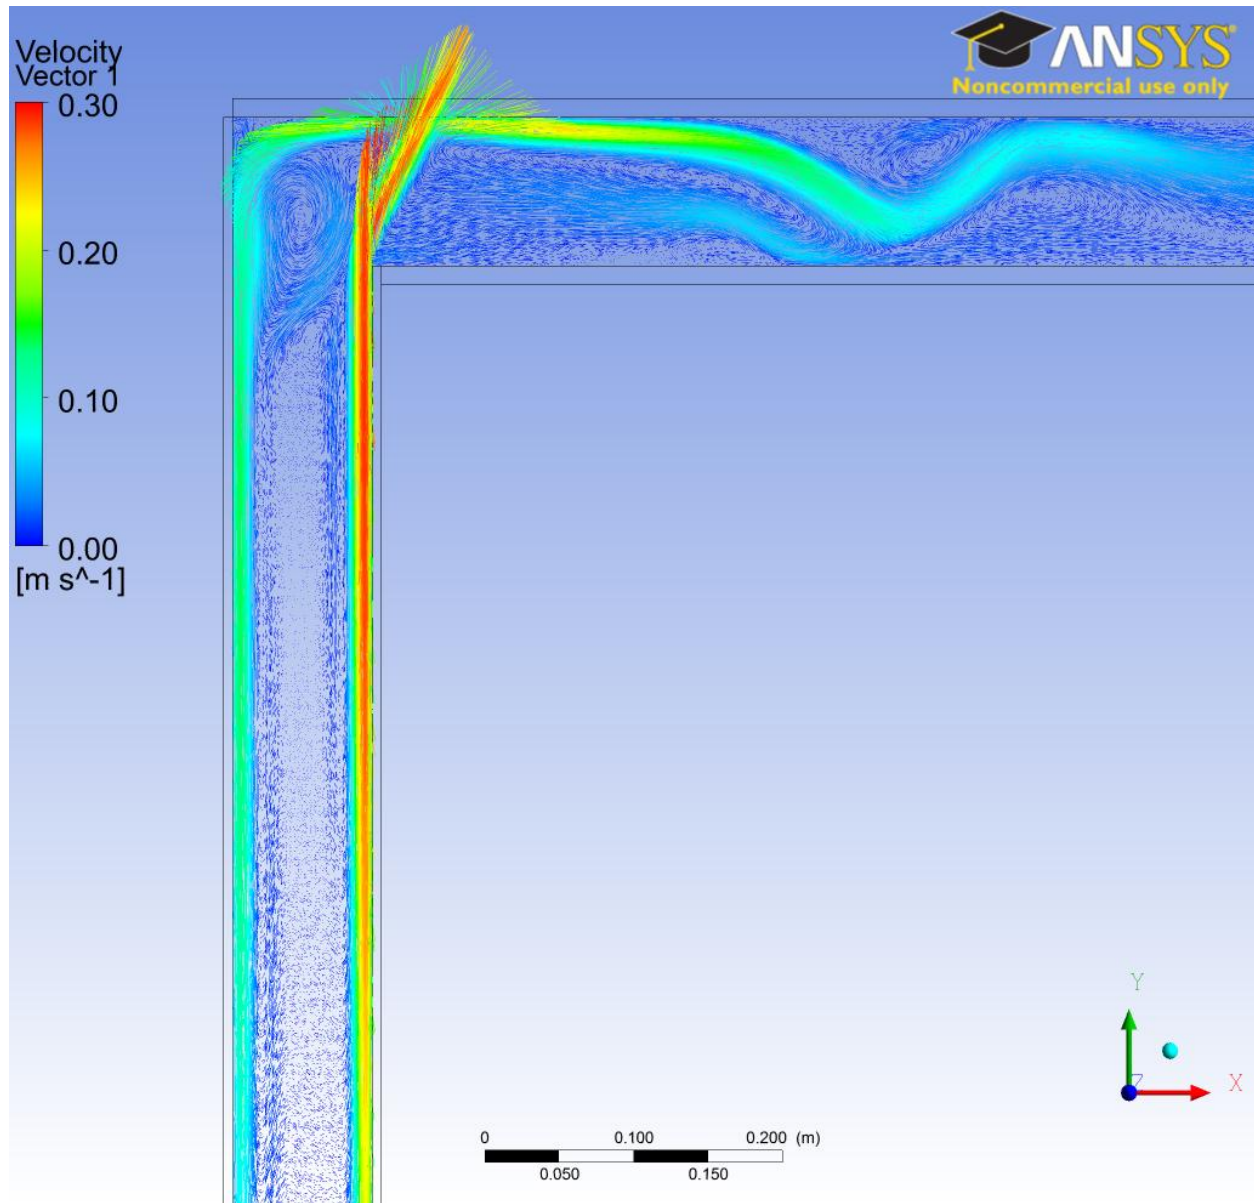 Velocity
Vector 1
0.30
0.20
0.10
0.00
[m s^-1]
ANSYS
Noncommercial use only
Y
Z
X
0 0.100 0.200 (m)
0.050 0.150